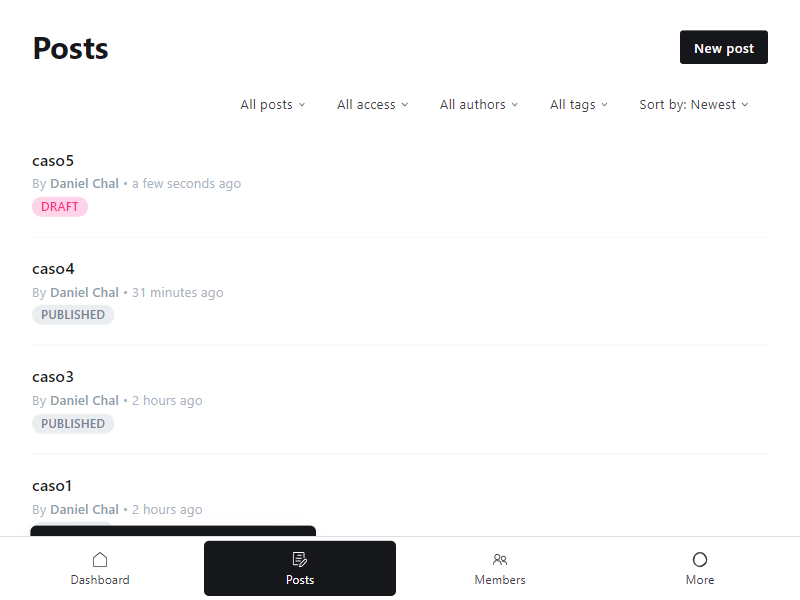 Posts
New post
All posts
All access
All authors
All tags
Sort by: Newest
caso5
By Daniel Chal • a few seconds ago
DRAFT
caso4
By Daniel Chal • 31 minutes ago
PUBLISHED
caso3
By Daniel Chal • 2 hours ago
PUBLISHED
caso1
By Daniel Chal • 2 hours ago
Dashboard
Posts
Members
More